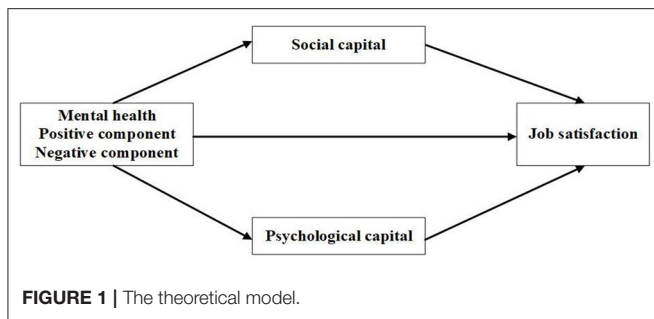 Social capital
Mental health
Positive component
Negative component
Job satisfaction
Psychological capital
FIGURE 1 | The theoretical model.